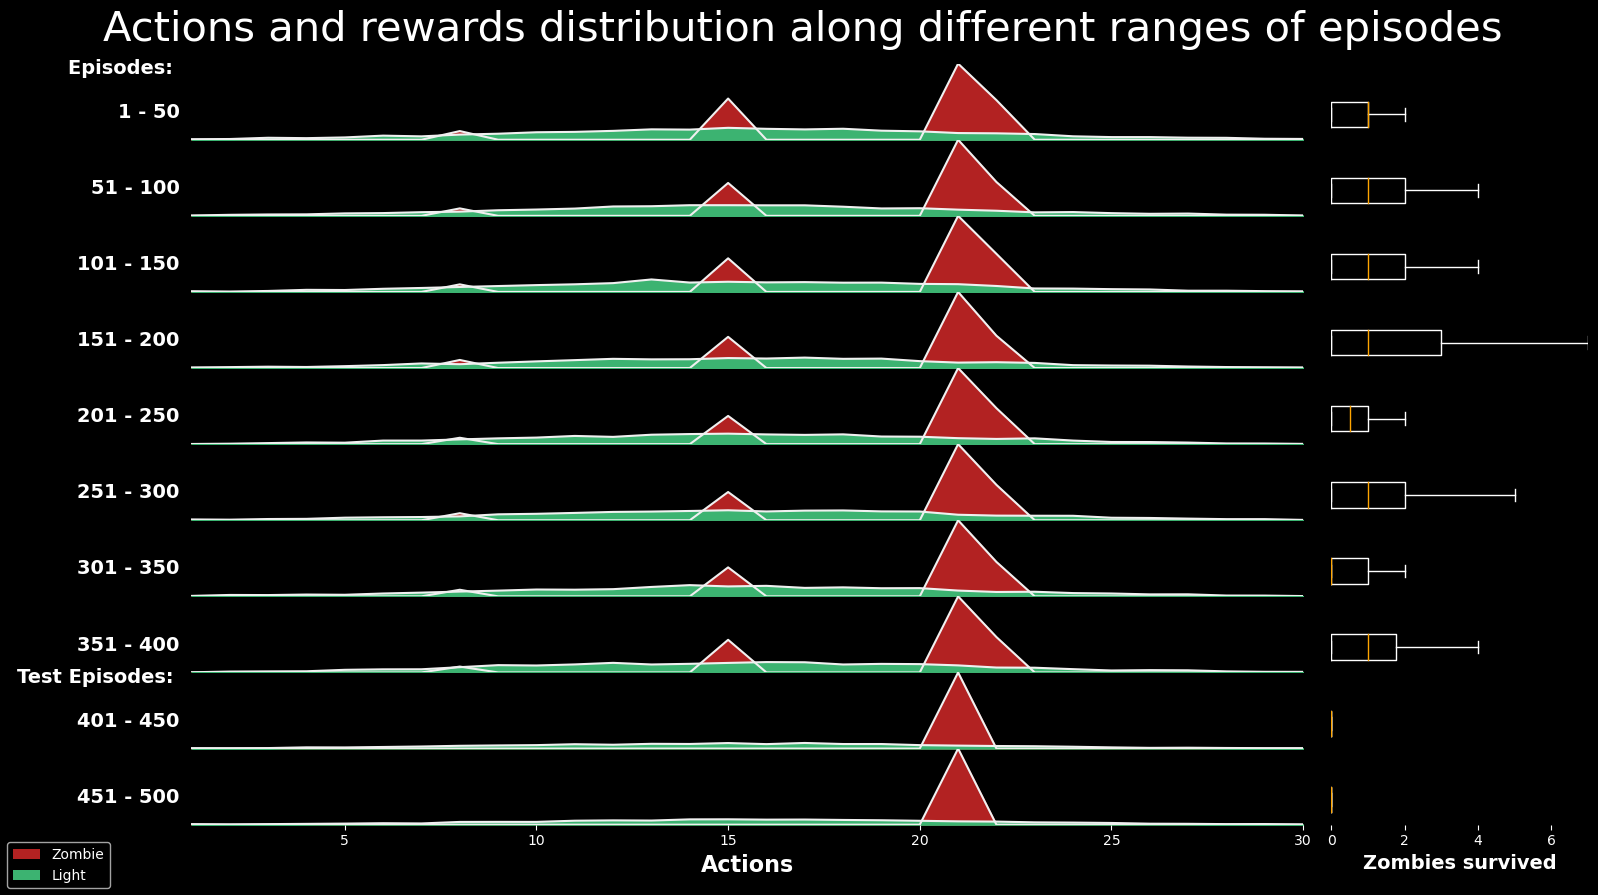 Actions and rewards distribution along different ranges of episodes
Episodes:
1 - 50
51 - 100
101 - 150
151 - 200
201 - 250
251 - 300
301 - 350
351 - 400
Test Episodes:
401 - 450
451 - 500
5 10 15 20 25 30 0 2 4 6
Actions
Zombies survived
Zombie
Light